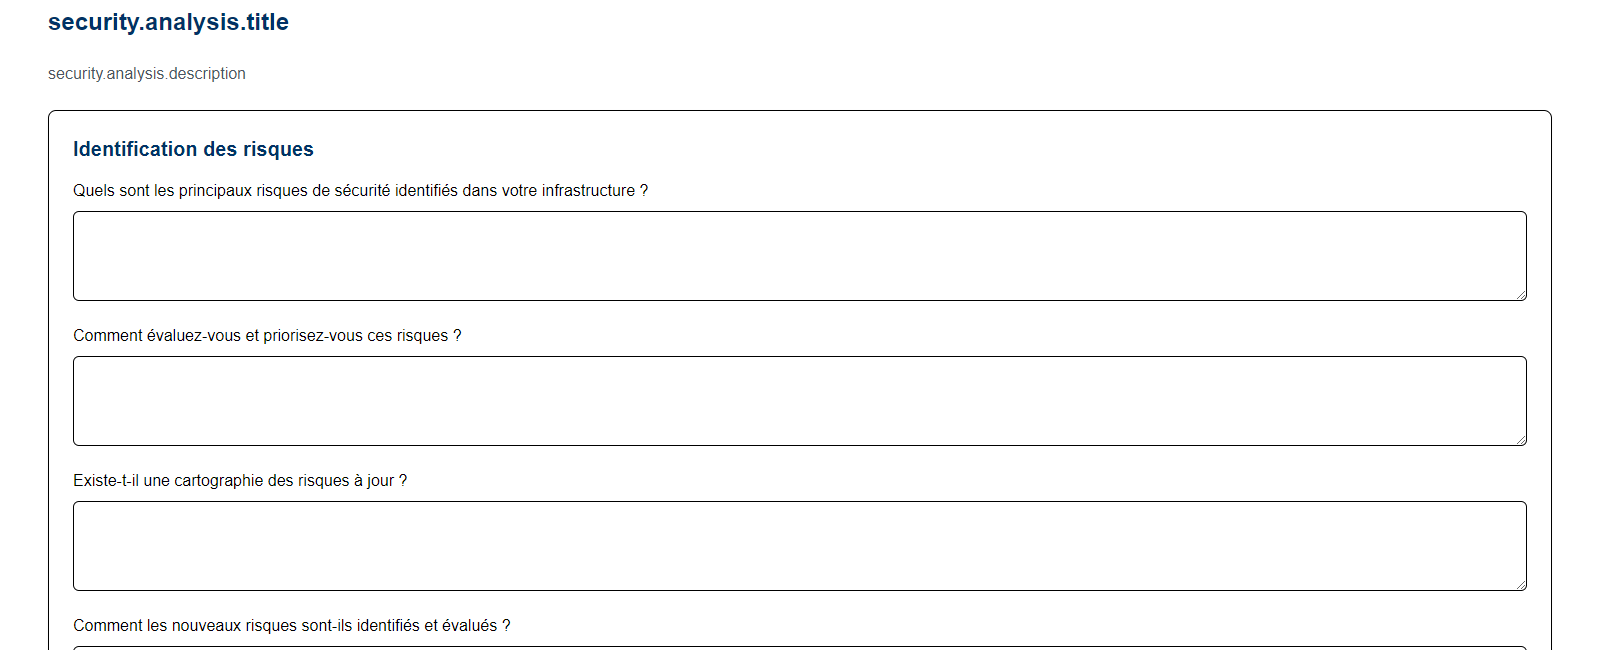 security.analysis.title
security.analysis.description
Identification des risques
Quels sont les principaux risques de sécurité identifiés dans votre infrastructure ?
Comment évaluez-vous et priorisez-vous ces risques ?
Existe-t-il une cartographie des risques à jour ?
Comment les nouveaux risques sont-ils identifiés et évalués ?